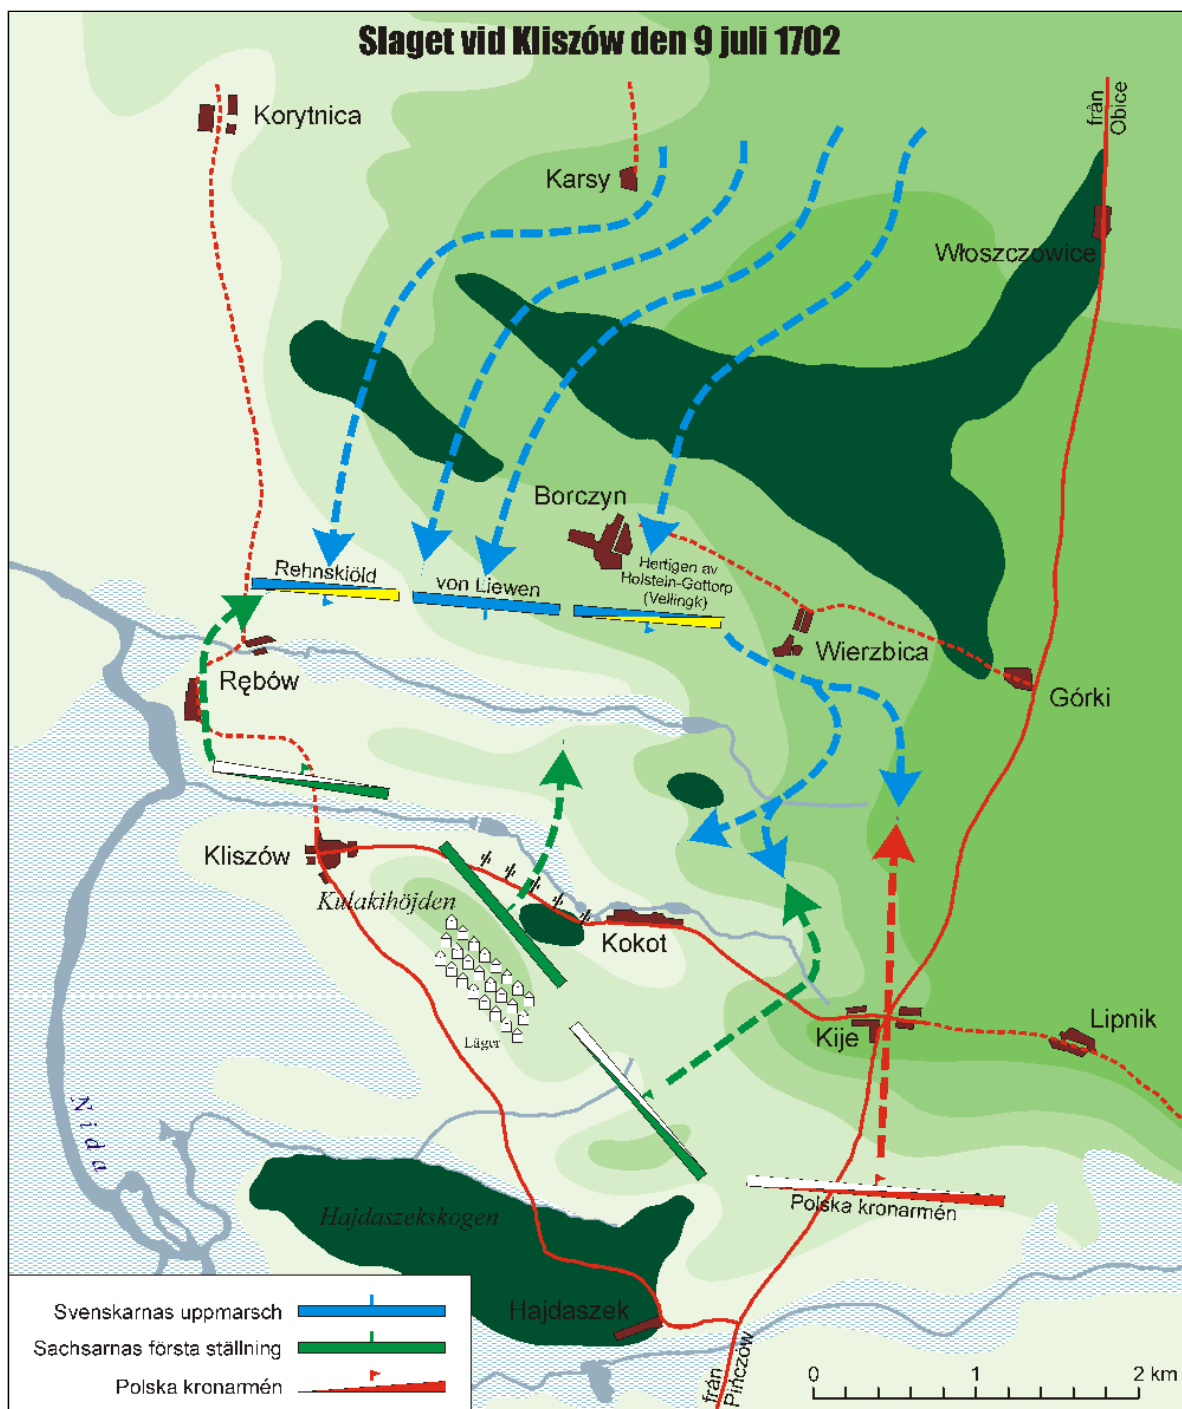 Slaget vid Kliszów den 9 juli 1702
Korytnica
Karsy
från
Obice
Włoszczowice
Borczyn
Rehnskiöld
von Liewen
Hertigen av
Holstein-Gottorp
(Vellingk)
Wierzbica
Rębów
Górki
Kliszów
Kulakihöjden
Kokot
Läger
Kije
Lipnik
Nida
Polska kronarmén
Hajdaszekskogen
Hajdaszek
från
Pińczów
Svenskarnas uppmarsch
Sachsarnas första ställning
Polska kronarmén
0 1 2 km